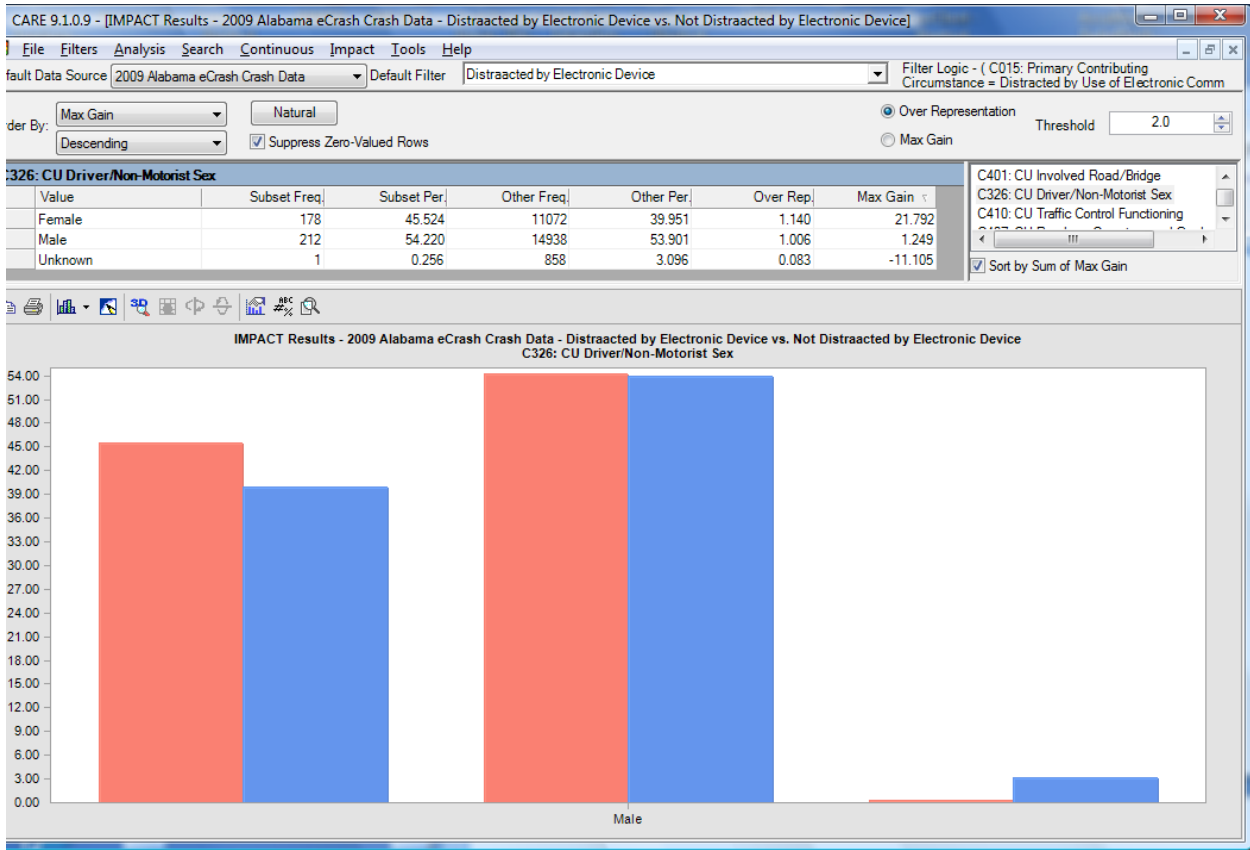 CARE 9.1.0.9 - [IMPACT Results - 2009 Alabama eCrash Crash Data - Distraacted by Electronic Device vs. Not Distraacted by Electronic Device]
File Filters Analysis Search Continuous Impact Tools Help
fault Data Source 2009 Alabama eCrash Crash Data Default Filter Distraacted by Electronic Device Filter Logic - ( C015: Primary Contributing
Circumstance = Distracted by Use of Electronic Comm
rder By: Max Gain Natural Over Representation Threshold 2.0
Descending Suppress Zero-Valued Rows Max Gain
C326: CU Driver/Non-Motorist Sex
Value Subset Freq. Subset Per. Other Freq. Other Per. Over Rep. Max Gain
Female 178 45.524 11072 39.951 1.140 21.792
Male 212 54.220 14938 53.901 1.006 1.249
Unknown 1 0.256 858 3.096 0.083 -11.105
C401: CU Involved Road/Bridge
C326: CU Driver/Non-Motorist Sex
C410: CU Traffic Control Functioning
Sort by Sum of Max Gain
3D ABC #%
IMPACT Results - 2009 Alabama eCrash Crash Data - Distraacted by Electronic Device vs. Not Distraacted by Electronic Device
C326: CU Driver/Non-Motorist Sex
54.00
51.00
48.00
45.00
42.00
39.00
36.00
33.00
30.00
27.00
24.00
21.00
18.00
15.00
12.00
9.00
6.00
3.00
0.00
Male